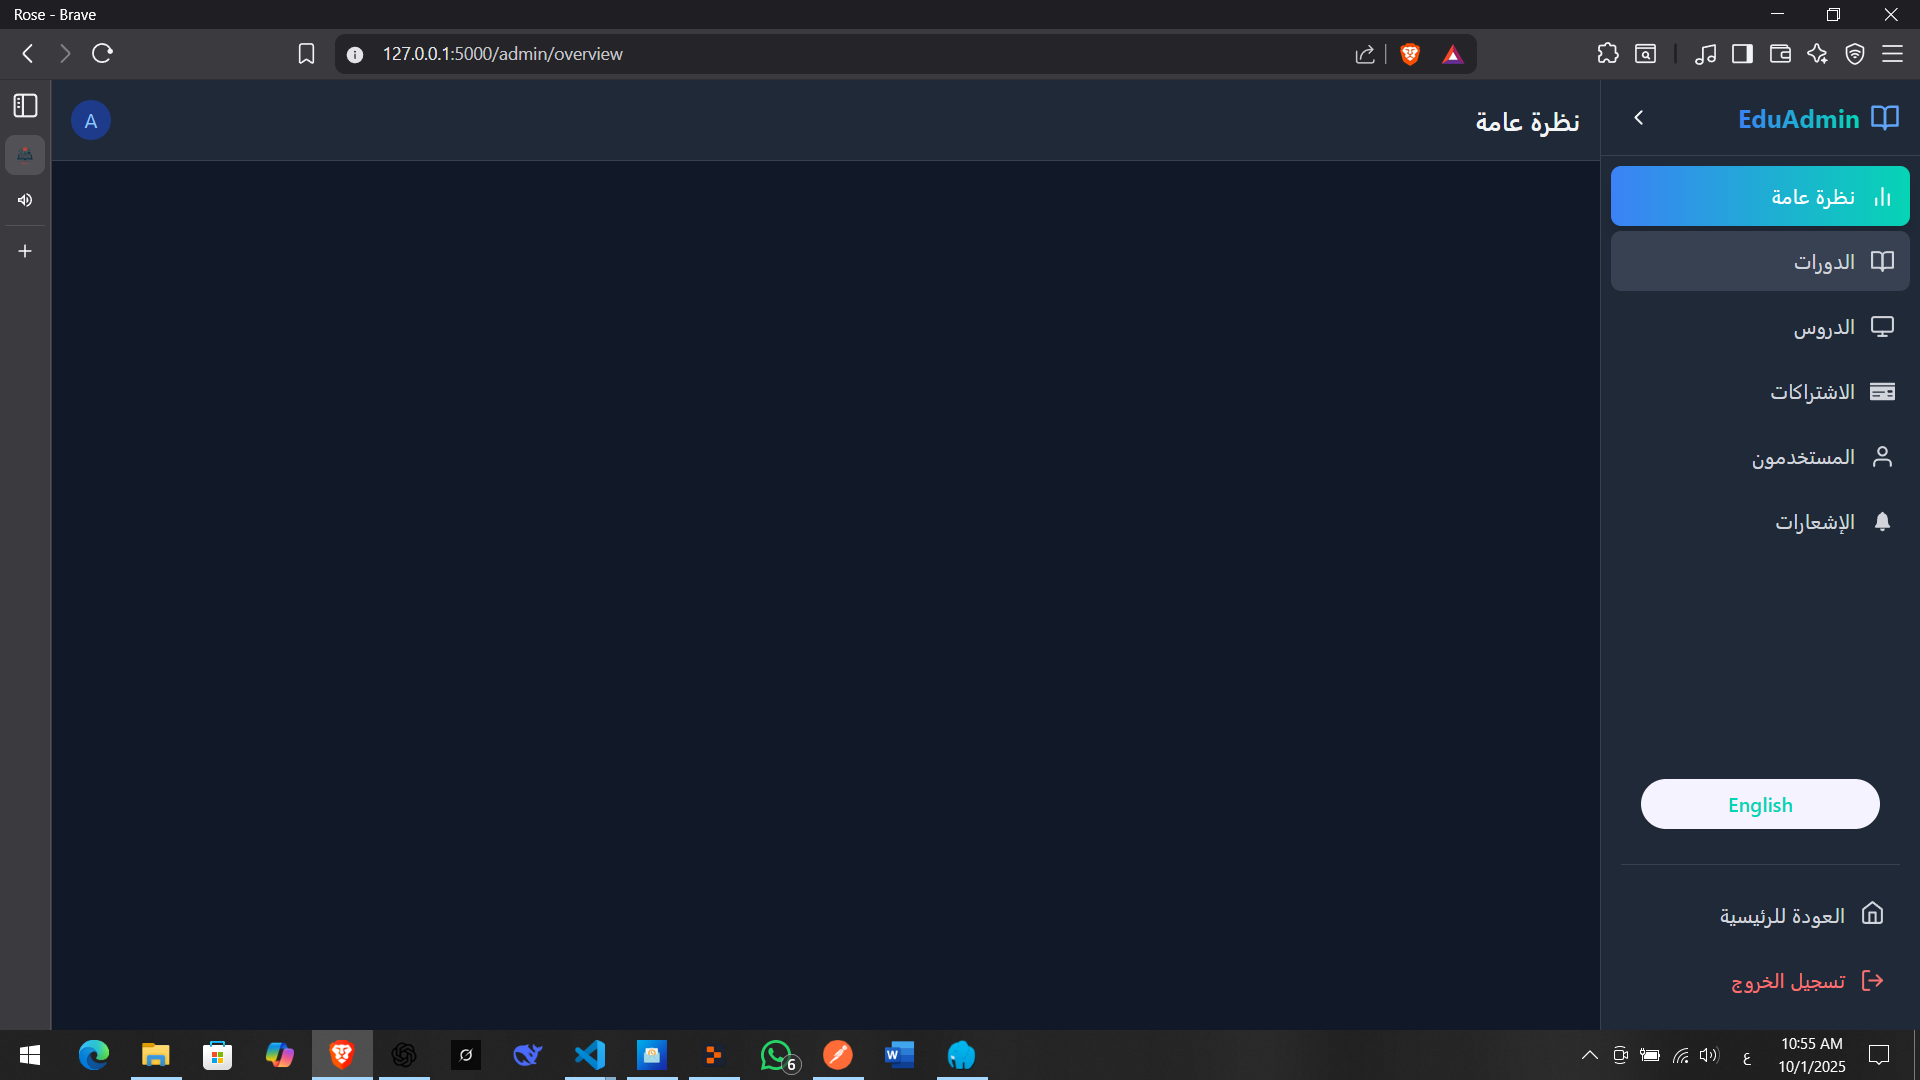 Rose - Brave
127.0.0.1:5000/admin/overview
EduAdmin
نظرة عامة
A
نظرة عامة
الدورات
الدروس
الاشتراكات
المستخدمون
الإشعارات
English
العودة للرئيسية
تسجيل الخروج
6
ع
10:55 AM
10/1/2025